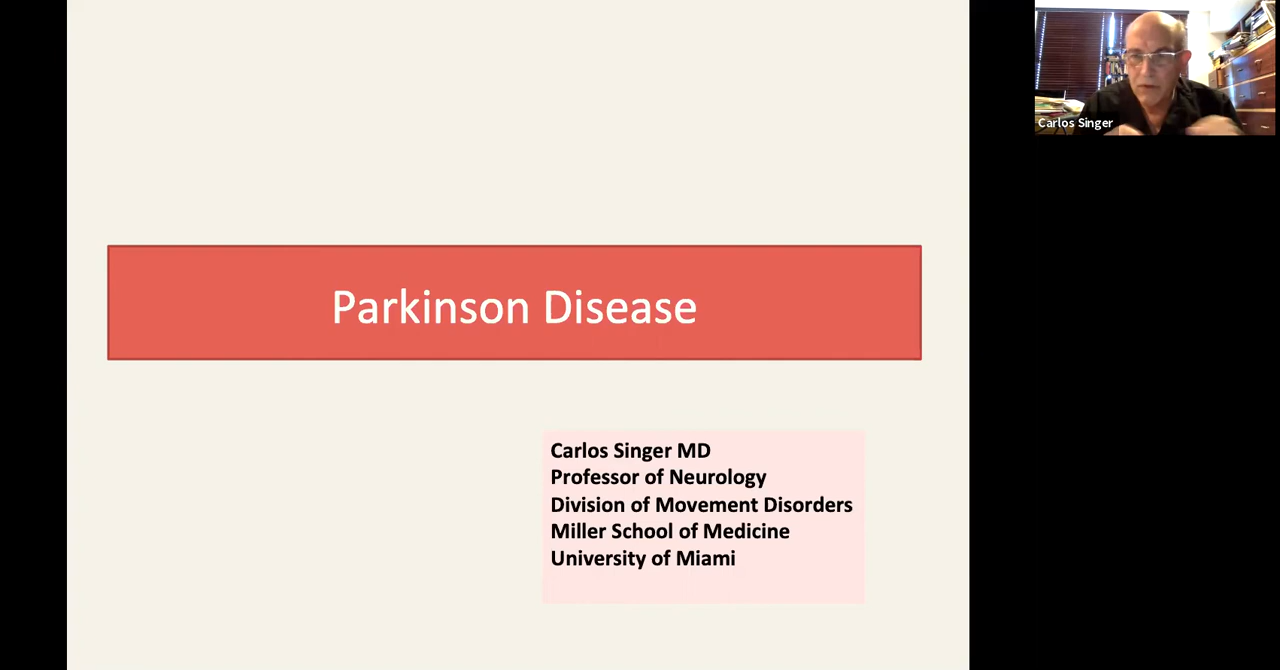 Carlos Singer
Parkinson Disease
Carlos Singer MD
Professor of Neurology
Division of Movement Disorders
Miller School of Medicine
University of Miami